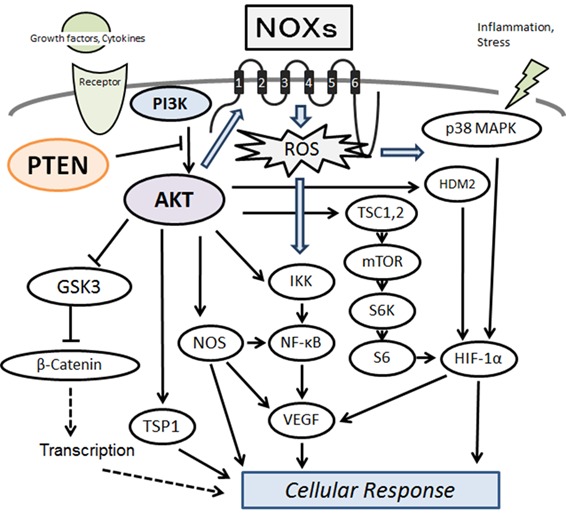 NOXs
Growth factors, Cytokines
Inflammation,
Stress
Receptor
1 2 3 4 5 6
PI3K
p38 MAPK
ROS
PTEN
AKT
HDM2
TSC1,2
mTOR
GSK3
IKK
S6K
NOS
NF-κB
S6
HIF-1α
β-Catenin
VEGF
TSP1
Transcription
Cellular Response